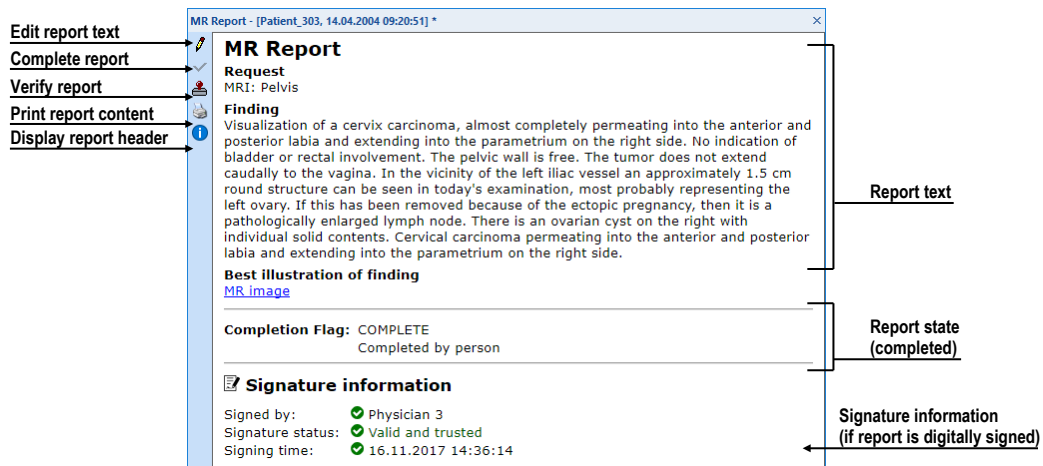 MR Report - [Patient_303, 14.04.2004 09:20:51] *
Edit report text
Complete report
Verify report
Print report content
Display report header
MR Report
Request
MRI: Pelvis
Finding
Visualization of a cervix carcinoma, almost completely permeating into the anterior and
posterior labia and extending into the parametrium on the right side. No indication of
bladder or rectal involvement. The pelvic wall is free. The tumor does not extend
caudally to the vagina. In the vicinity of the left iliac vessel an approximately 1.5 cm
round structure can be seen in today's examination, most probably representing the
left ovary. If this has been removed because of the ectopic pregnancy, then it is a
pathologically enlarged lymph node. There is an ovarian cyst on the right with
individual solid contents. Cervical carcinoma permeating into the anterior and posterior
labia and extending into the parametrium on the right side.
Report text
Best illustration of finding
MR image
Completion Flag: COMPLETE
Completed by person
Report state
(completed)
Signature information
Signed by: Physician 3
Signature status: Valid and trusted
Signing time: 16.11.2017 14:36:14
Signature information
(if report is digitally signed)